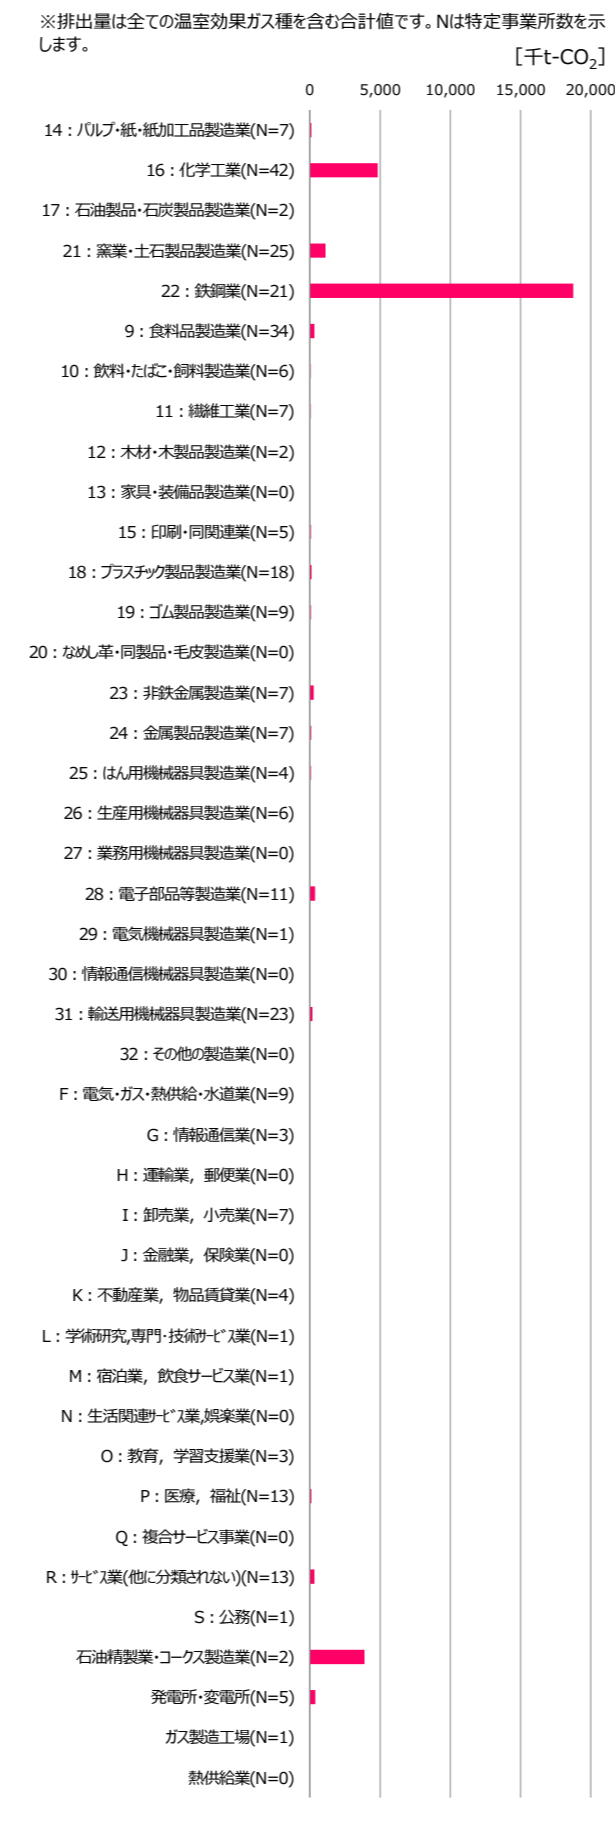 ※排出量は全ての温室効果ガス種を含む合計値です。Nは特定事業所数を示
します。
[千t-CO₂]
0 5,000 10,000 15,000 20,000
14：パルプ・紙・紙加工品製造業(N=7)
16：化学工業(N=42)
17：石油製品・石炭製品製造業(N=2)
21：窯業・土石製品製造業(N=25)
22：鉄鋼業(N=21)
9：食料品製造業(N=34)
10：飲料・たばこ・飼料製造業(N=6)
11：繊維工業(N=7)
12：木材・木製品製造業(N=2)
13：家具・装備品製造業(N=0)
15：印刷・同関連業(N=5)
18：プラスチック製品製造業(N=18)
19：ゴム製品製造業(N=9)
20：なめし革・同製品・毛皮製造業(N=0)
23：非鉄金属製造業(N=7)
24：金属製品製造業(N=7)
25：はん用機械器具製造業(N=4)
26：生産用機械器具製造業(N=6)
27：業務用機械器具製造業(N=0)
28：電子部品等製造業(N=11)
29：電気機械器具製造業(N=1)
30：情報通信機械器具製造業(N=0)
31：輸送用機械器具製造業(N=23)
32：その他の製造業(N=0)
F：電気・ガス・熱供給・水道業(N=9)
G：情報通信業(N=3)
H：運輸業，郵便業(N=0)
I：卸売業，小売業(N=7)
J：金融業，保険業(N=0)
K：不動産業，物品賃貸業(N=4)
L：学術研究,専門・技術ｻｰﾋﾞｽ業(N=1)
M：宿泊業，飲食サービス業(N=1)
N：生活関連ｻｰﾋﾞｽ業,娯楽業(N=0)
O：教育，学習支援業(N=3)
P：医療，福祉(N=13)
Q：複合サービス事業(N=0)
R：ｻｰﾋﾞｽ業(他に分類されない)(N=13)
S：公務(N=1)
石油精製業・コークス製造業(N=2)
発電所・変電所(N=5)
ガス製造工場(N=1)
熱供給業(N=0)